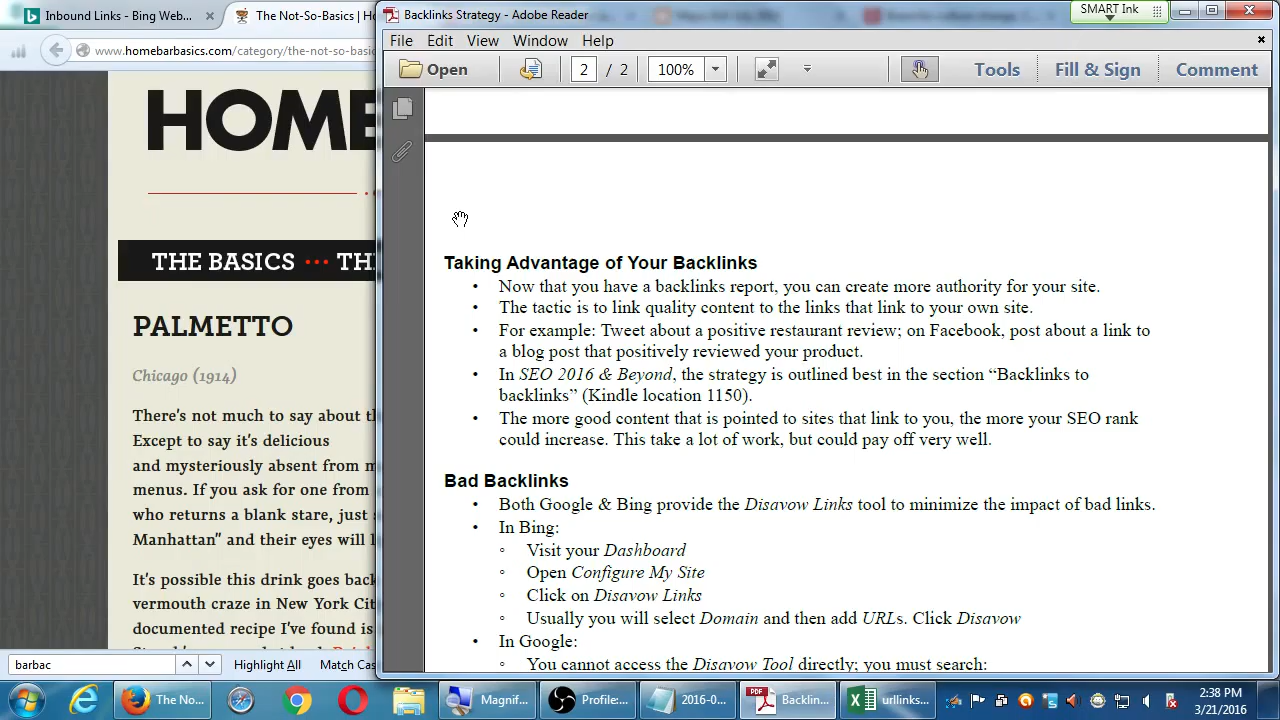 Inbound Links - Bing Web...
The Not-So-Basics | Ho
www.homebarbasics.com/category/the-not-so-basic
HOME
THE BASICS ••• TH
PALMETTO
Chicago (1914)
There's not much to say about th
Except to say it's delicious
and mysteriously absent from m
menus. If you ask for one from
who returns a blank stare, just s
Manhattan" and their eyes will l
It's possible this drink goes back
vermouth craze in New York Cit
documented recipe I've found is
barbac
Highlight All
Match Cas
Backlinks Strategy - Adobe Reader
SMART Ink
File Edit View Window Help
Open
2 / 2
100%
Tools
Fill & Sign
Comment
Taking Advantage of Your Backlinks
• Now that you have a backlinks report, you can create more authority for your site.
• The tactic is to link quality content to the links that link to your own site.
• For example: Tweet about a positive restaurant review; on Facebook, post about a link to
a blog post that positively reviewed your product.
• In SEO 2016 & Beyond, the strategy is outlined best in the section “Backlinks to
backlinks” (Kindle location 1150).
• The more good content that is pointed to sites that link to you, the more your SEO rank
could increase. This take a lot of work, but could pay off very well.
Bad Backlinks
• Both Google & Bing provide the Disavow Links tool to minimize the impact of bad links.
• In Bing:
◦ Visit your Dashboard
◦ Open Configure My Site
◦ Click on Disavow Links
◦ Usually you will select Domain and then add URLs. Click Disavow
• In Google:
◦ You cannot access the Disavow Tool directly; you must search:
The No...
Magnif...
Profile:...
2016-0...
Backlin...
urllinks...
2:38 PM
3/21/2016